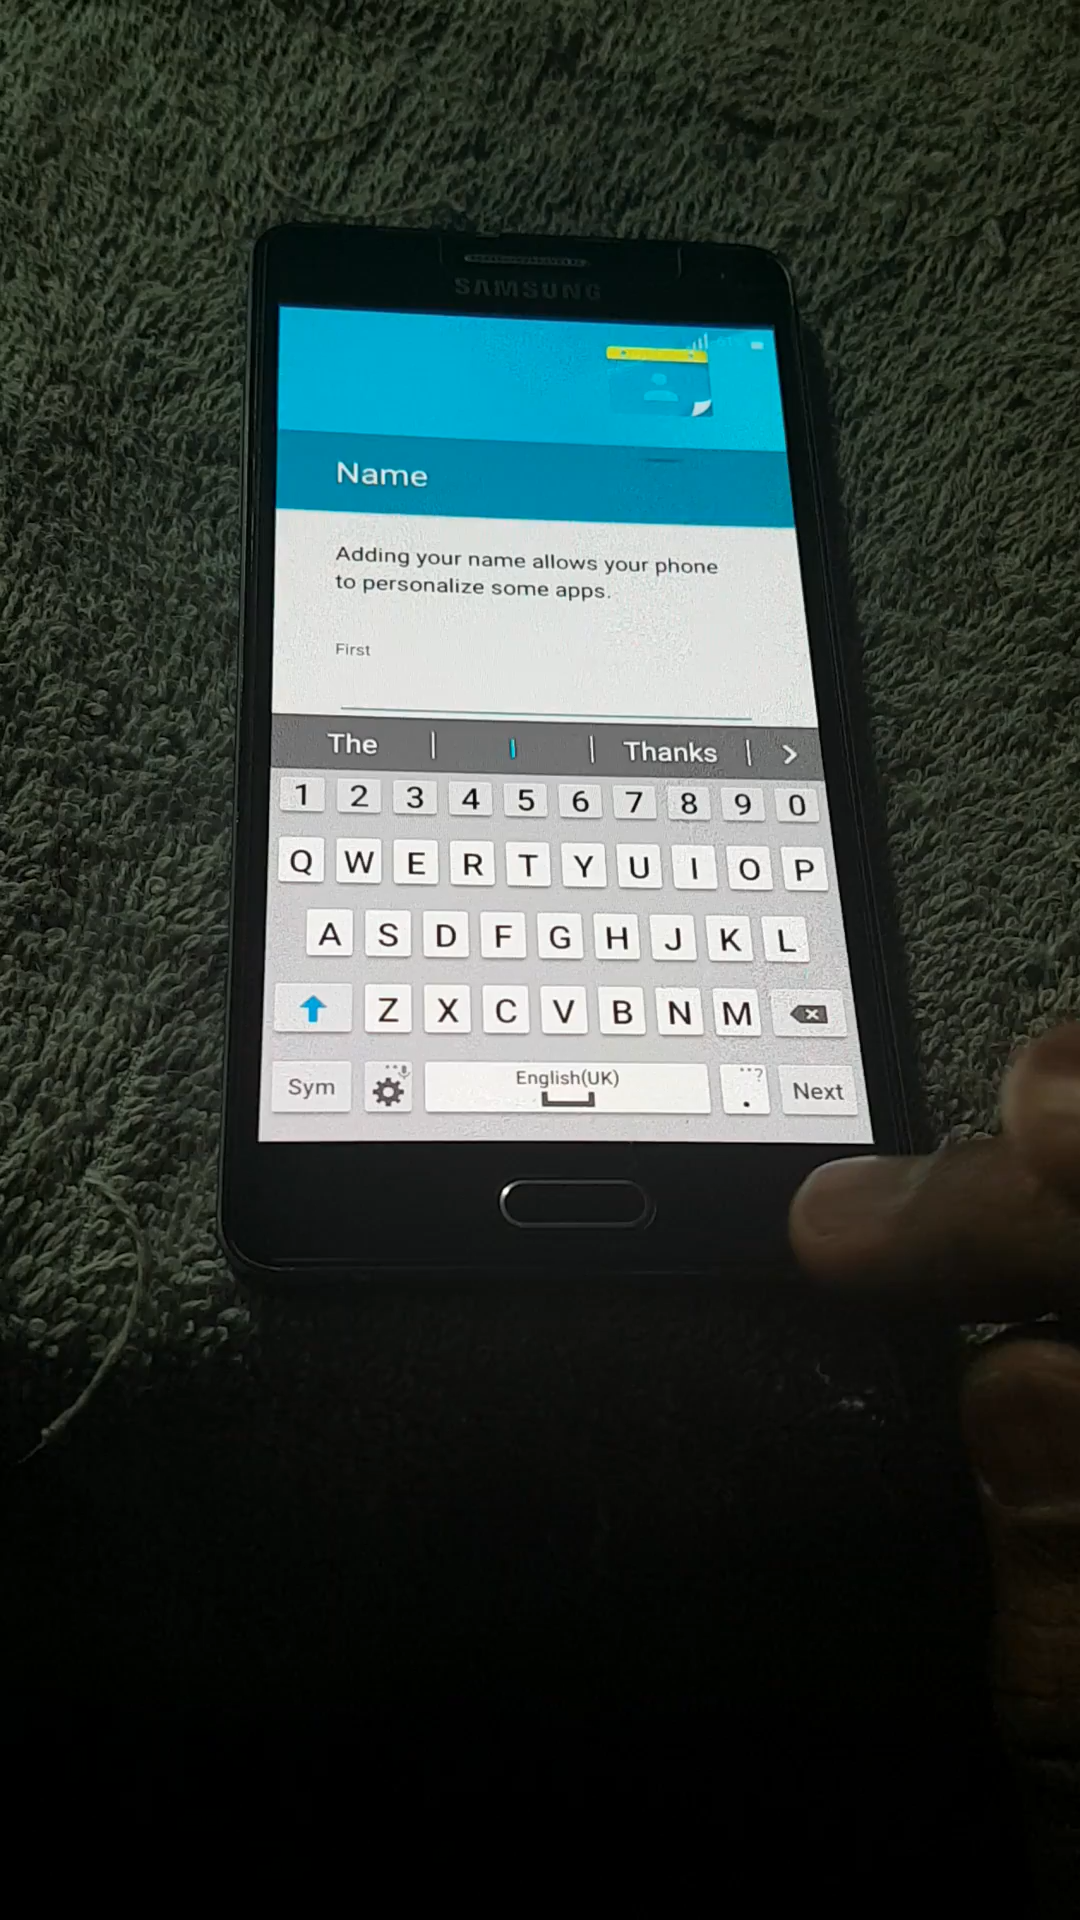 SAMSUNG
Name
Adding your name allows your phone
to personalize some apps.
First
The | I | Thanks | >
1 2 3 4 5 6 7 8 9 0
Q W E R T Y U I O P
A S D F G H J K L
Z X C V B N M
Sym English(UK) . Next